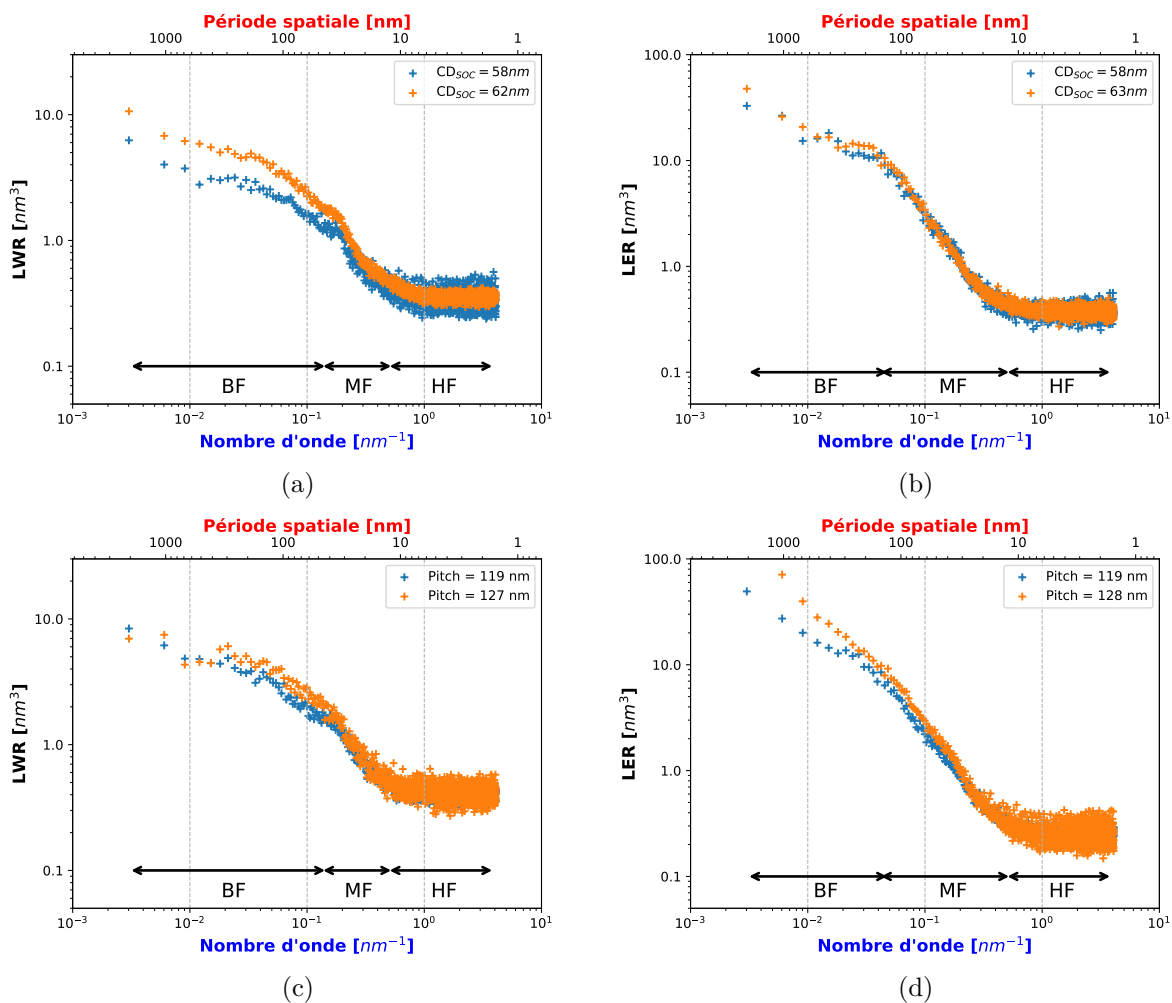 Période spatiale [nm]
1000 100 10 1
CD_SOC = 58nm
CD_SOC = 62nm
10.0
1.0
0.1
LWR [nm³]
BF MF HF
10⁻³ 10⁻² 10⁻¹ 10⁰ 10¹
Nombre d'onde [nm⁻¹]
(a)
Période spatiale [nm]
1000 100 10 1
CD_SOC = 58nm
CD_SOC = 63nm
100.0
10.0
1.0
0.1
LER [nm³]
BF MF HF
10⁻³ 10⁻² 10⁻¹ 10⁰ 10¹
Nombre d'onde [nm⁻¹]
(b)
Période spatiale [nm]
1000 100 10 1
Pitch = 119 nm
Pitch = 127 nm
10.0
1.0
0.1
LWR [nm³]
BF MF HF
10⁻³ 10⁻² 10⁻¹ 10⁰ 10¹
Nombre d'onde [nm⁻¹]
(c)
Période spatiale [nm]
1000 100 10 1
Pitch = 119 nm
Pitch = 128 nm
100.0
10.0
1.0
0.1
LER [nm³]
BF MF HF
10⁻³ 10⁻² 10⁻¹ 10⁰ 10¹
Nombre d'onde [nm⁻¹]
(d)